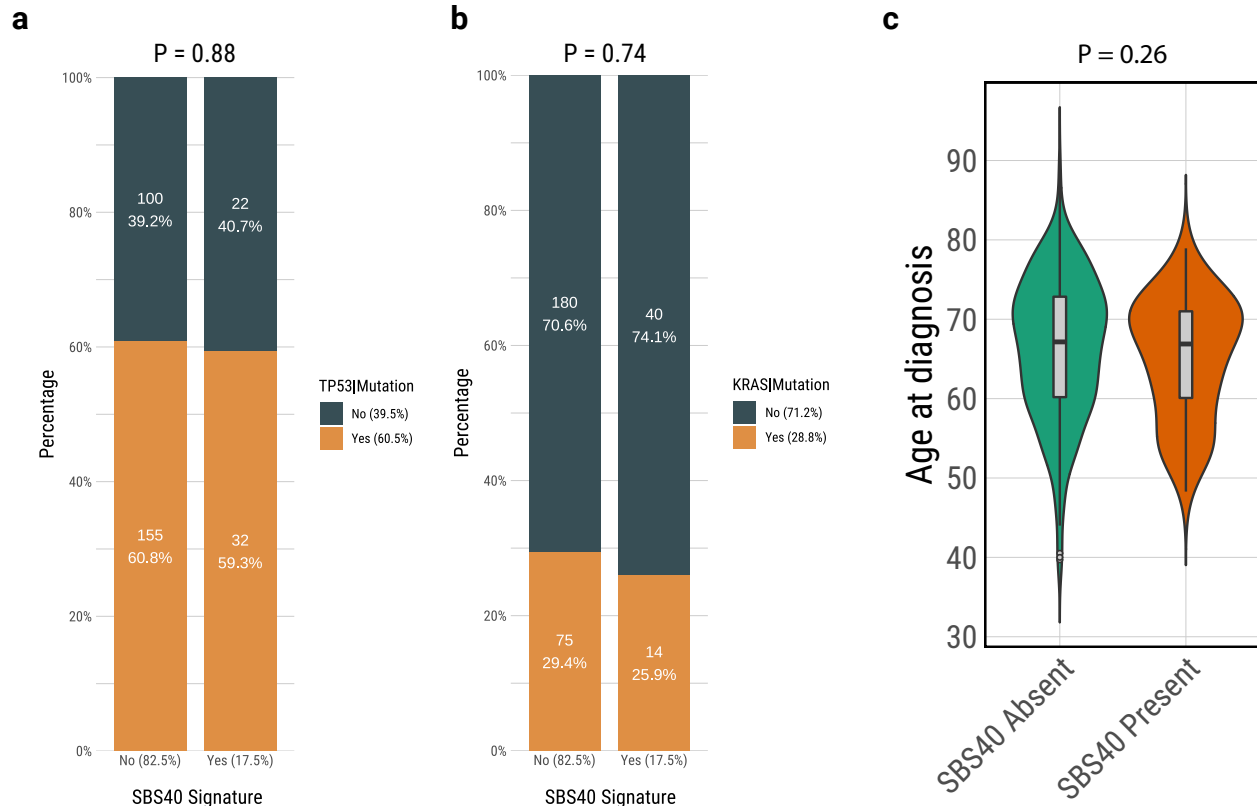 a
P = 0.88
100%
80%
60%
40%
20%
0%
Percentage
100
39.2%
22
40.7%
155
60.8%
32
59.3%
No (82.5%)
Yes (17.5%)
SBS40 Signature
TP53|Mutation
No (39.5%)
Yes (60.5%)
b
P = 0.74
100%
80%
60%
40%
20%
0%
Percentage
180
70.6%
40
74.1%
75
29.4%
14
25.9%
No (82.5%)
Yes (17.5%)
SBS40 Signature
KRAS|Mutation
No (71.2%)
Yes (28.8%)
c
P = 0.26
90
80
70
60
50
40
30
Age at diagnosis
SBS40 Absent
SBS40 Present